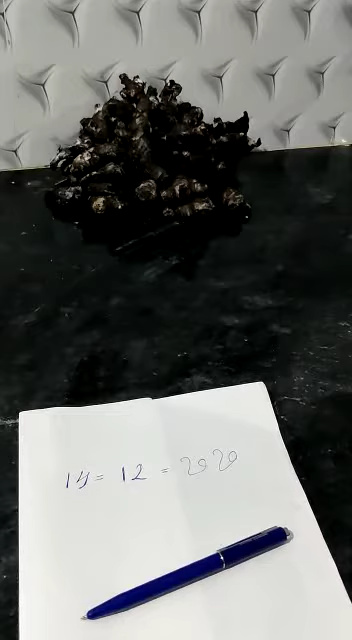 14 = 12 = 2020